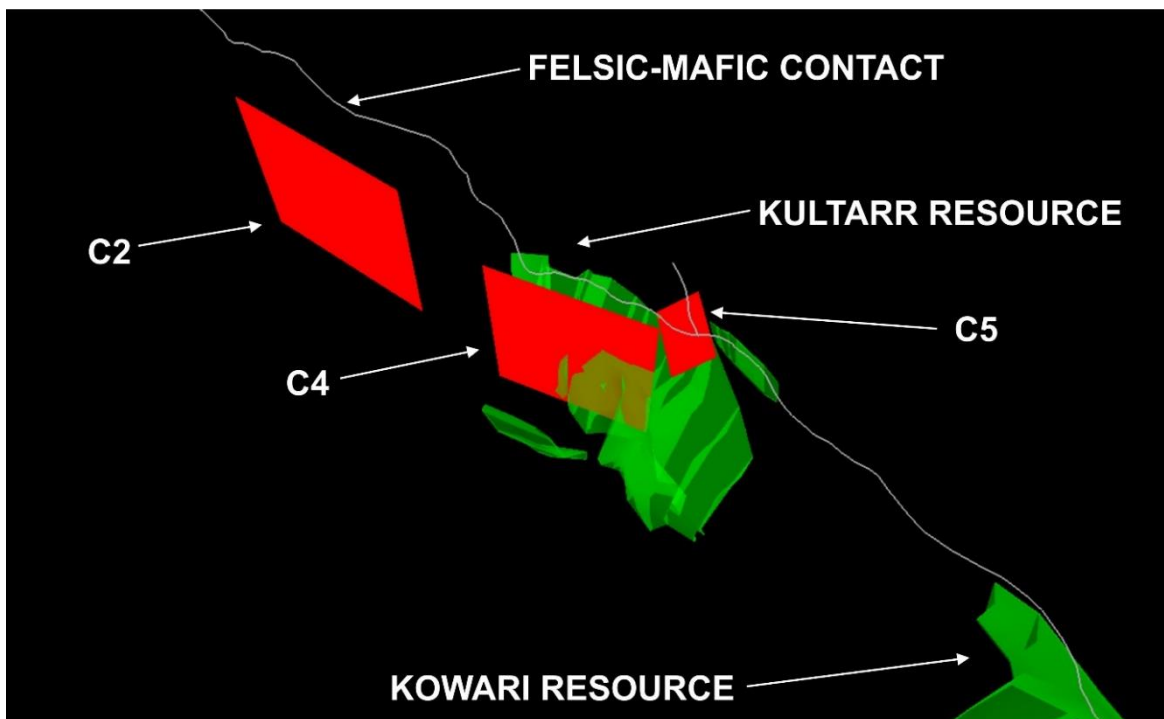 FELSIC-MAFIC CONTACT
KULTARR RESOURCE
C2
C5
C4
KOWARI RESOURCE